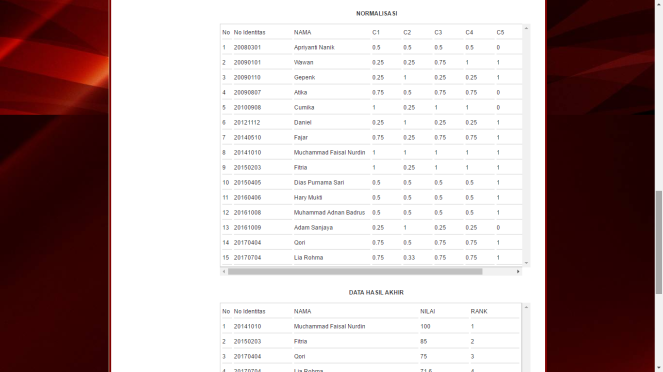 NORMALISASI
No No Identitas NAMA C1 C2 C3 C4 C5
1 20080301 Apriyanti Nanik 0.5 0.5 0.5 0.5 0
2 20090101 Wawan 0.25 0.25 0.75 1 1
3 20090110 Gepenk 0.25 1 0.25 0.25 1
4 20090807 Atika 0.75 0.5 0.75 0.75 0
5 20100908 Cumika 1 0.25 1 1 0
6 20121112 Daniel 0.25 1 0.25 0.25 1
7 20140510 Fajar 0.75 0.25 0.75 0.75 1
8 20141010 Muchammad Faisal Nurdin 1 1 1 1 1
9 20150203 Fitria 1 0.25 1 1 1
10 20150405 Dias Purnama Sari 0.5 0.5 0.5 0.5 1
11 20160406 Hary Mukti 0.5 0.5 0.5 0.5 1
12 20161008 Muhammad Adnan Badrus 0.5 0.5 0.5 0.5 1
13 20161009 Adam Sanjaya 0.25 1 0.25 0.25 0
14 20170404 Qori 0.75 0.5 0.75 0.75 1
15 20170704 Lia Rohma 0.75 0.33 0.75 0.75 1
DATA HASIL AKHIR
No No Identitas NAMA NILAI RANK
1 20141010 Muchammad Faisal Nurdin 100 1
2 20150203 Fitria 85 2
3 20170404 Qori 75 3
4 20170704 Lia Rohma 71.6 4